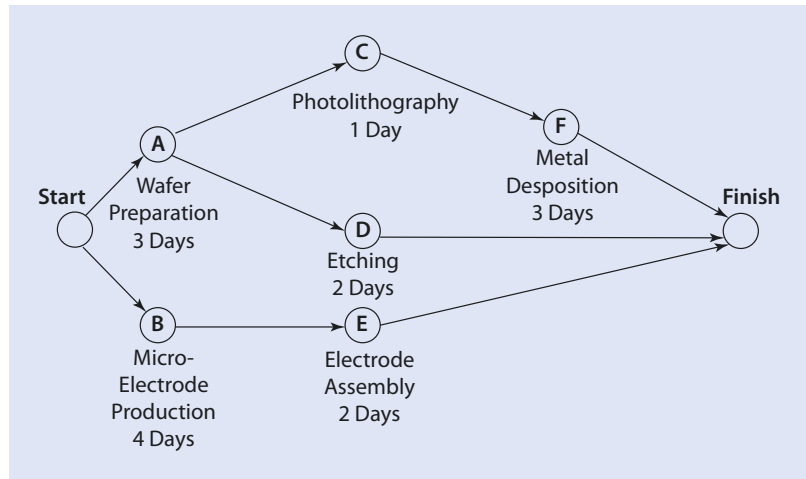 C
Photolithography
1 Day
A
F
Wafer
Preparation
3 Days
Metal
Desposition
3 Days
Start
Finish
D
Etching
2 Days
B
Micro-
Electrode
Production
4 Days
E
Electrode
Assembly
2 Days